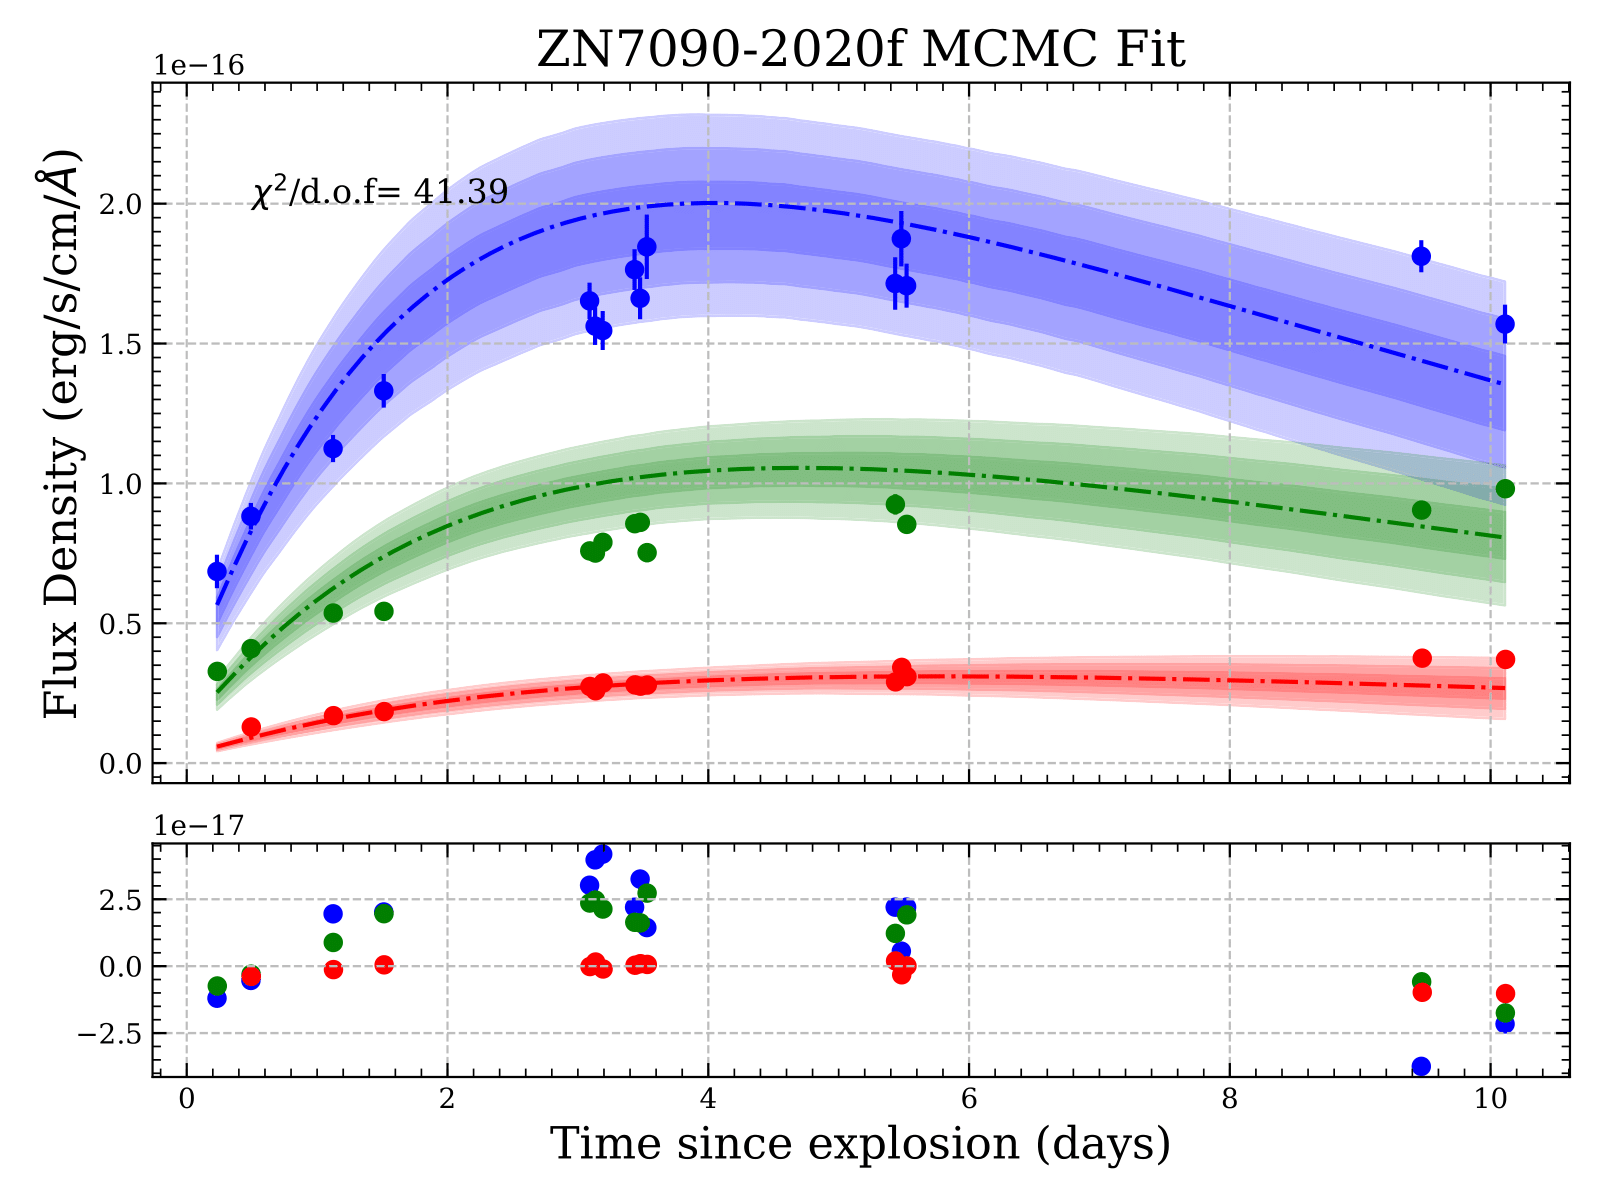 ZN7090-2020f MCMC Fit
1e−16
χ²/d.o.f= 41.39
Flux Density (erg/s/cm/Å)
2.0
1.5
1.0
0.5
0.0
1e−17
2.5
0.0
−2.5
0 2 4 6 8 10
Time since explosion (days)